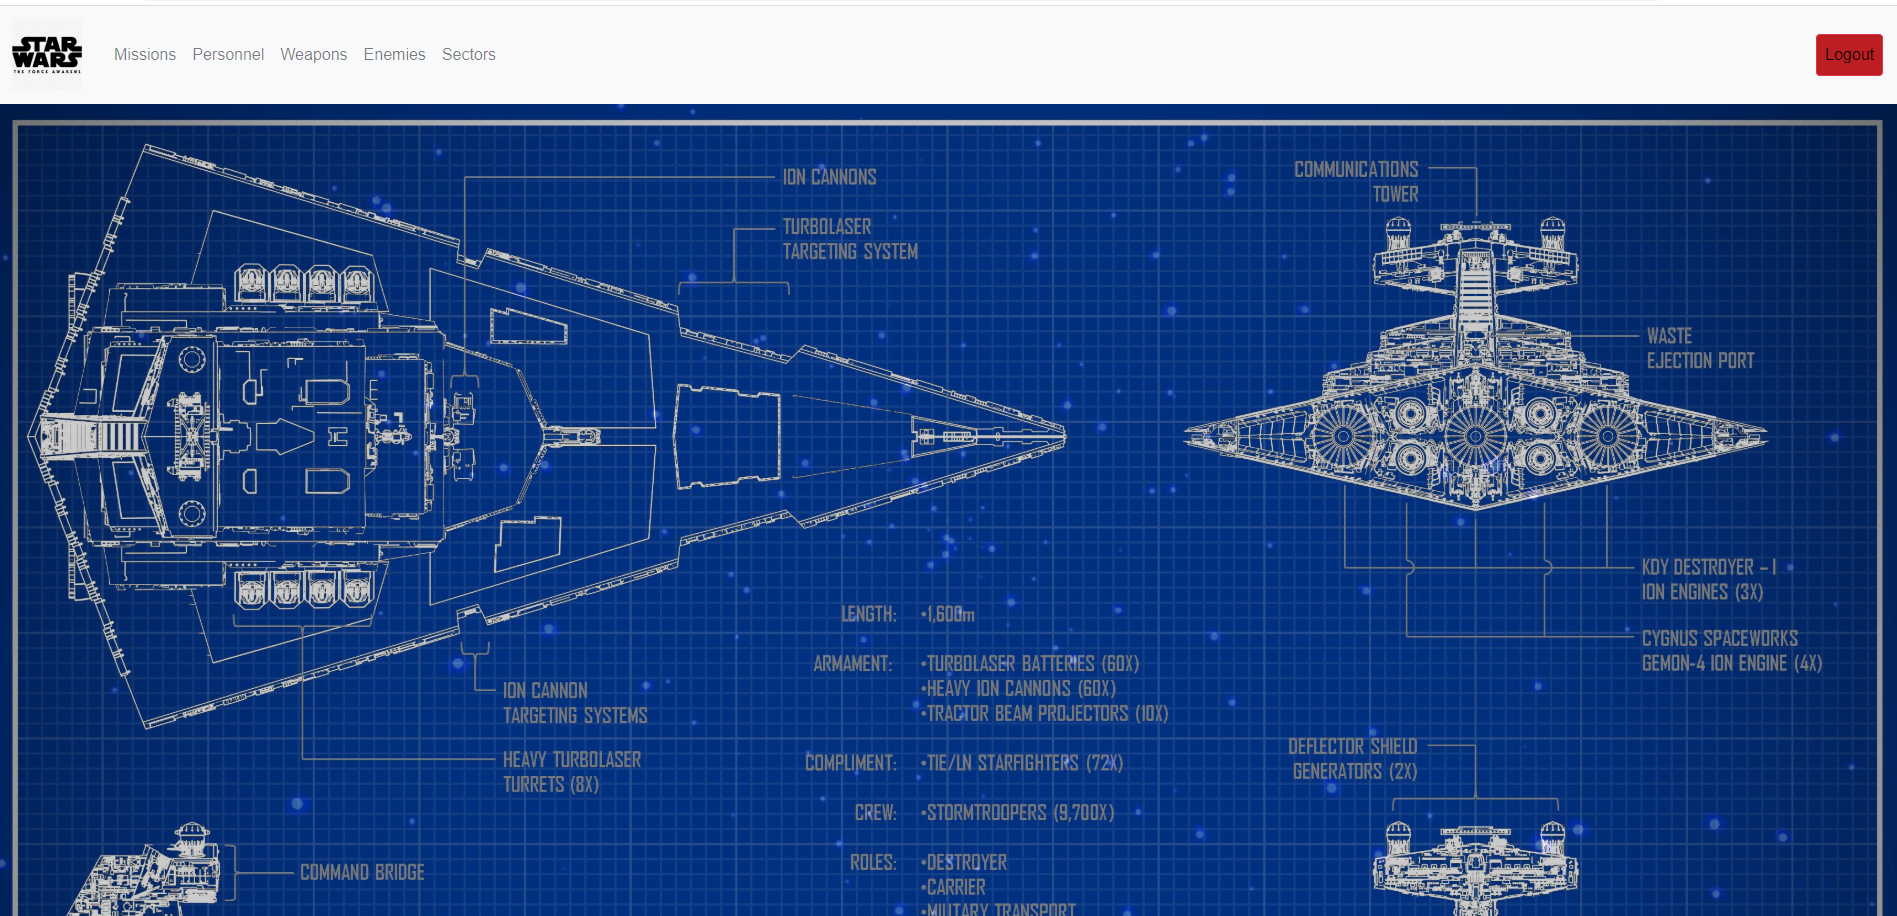 STAR
WARS
THE FORCE AWAKENS
Missions Personnel Weapons Enemies Sectors
Logout
ION CANNONS
TURBOLASER
TARGETING SYSTEM
COMMUNICATIONS
TOWER
WASTE
EJECTION PORT
KDY DESTROYER - I
ION ENGINES (3X)
CYGNUS SPACEWORKS
GEMON-4 ION ENGINE (4X)
LENGTH: •1,600m
ARMAMENT: •TURBOLASER BATTERIES (60X)
•HEAVY ION CANNONS (60X)
•TRACTOR BEAM PROJECTORS (10X)
COMPLIMENT: •TIE/LN STARFIGHTERS (72X)
CREW: •STORMTROOPERS (9,700X)
ROLES: •DESTROYER
•CARRIER
•MILITARY TRANSPORT
ION CANNON
TARGETING SYSTEMS
HEAVY TURBOLASER
TURRETS (8X)
COMMAND BRIDGE
DEFLECTOR SHIELD
GENERATORS (2X)